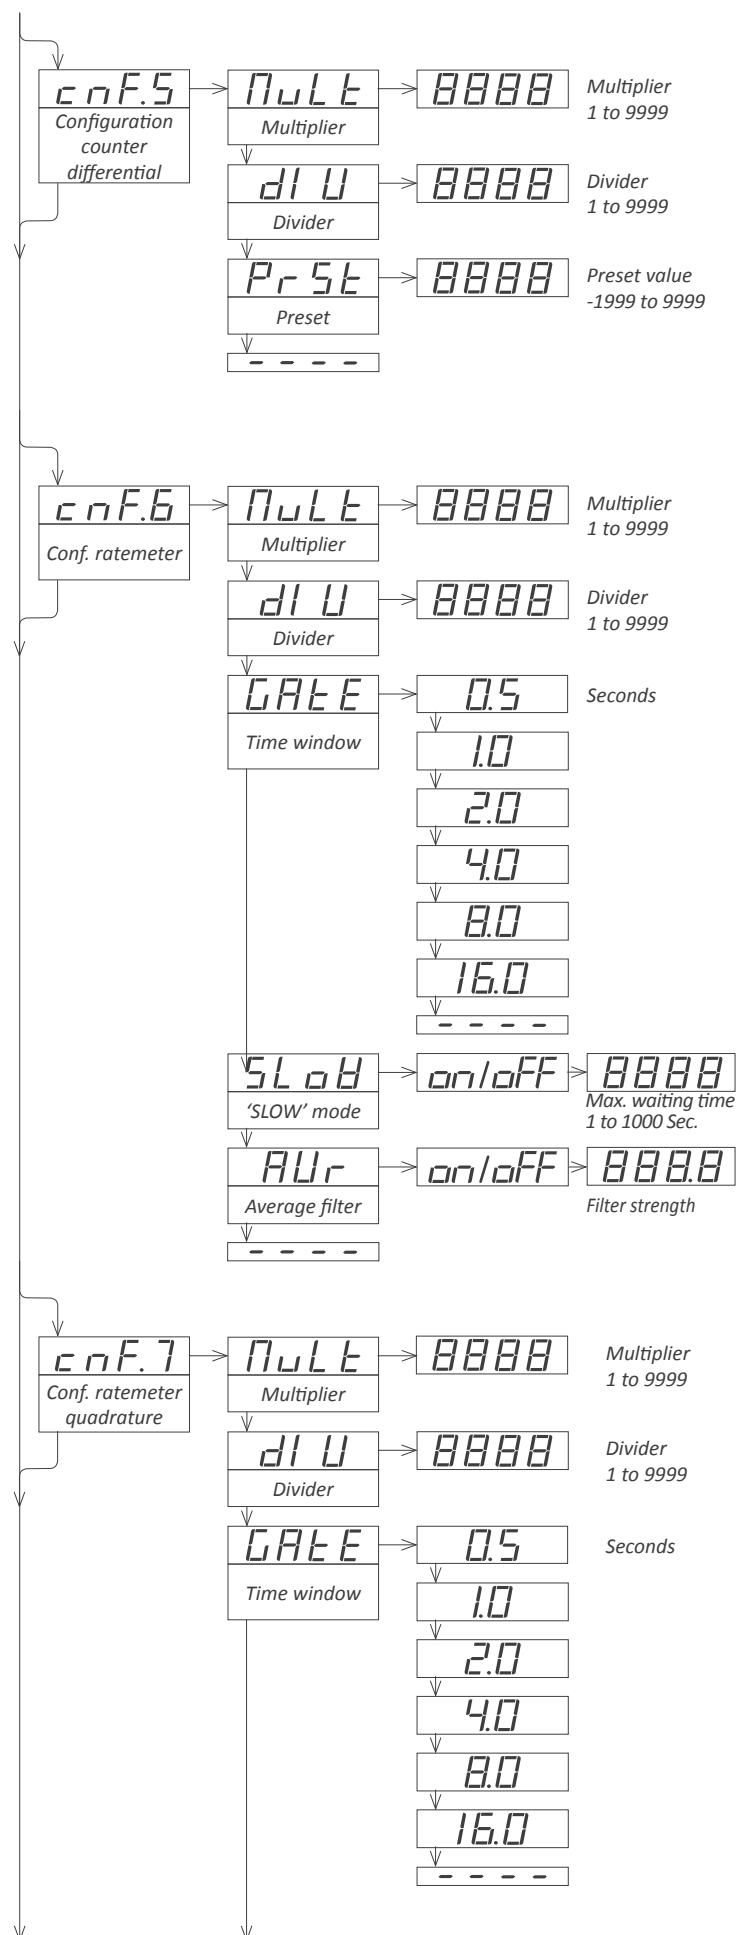 cnF.5
Configuration
counter
differential
MuLt
Multiplier
8888
Multiplier
1 to 9999
dIV
Divider
8888
Divider
1 to 9999
PrSt
Preset
8888
Preset value
-1999 to 9999
- - - -
cnF.6
Conf. ratemeter
MuLt
Multiplier
8888
Multiplier
1 to 9999
dIV
Divider
8888
Divider
1 to 9999
GAtE
Time window
0.5
Seconds
1.0
2.0
4.0
8.0
16.0
- - - -
SLoW
‘SLOW’ mode
on/oFF
8888
Max. waiting time
1 to 1000 Sec.
AVr
Average filter
on/oFF
888.8
Filter strength
- - - -
cnF.7
Conf. ratemeter
quadrature
MuLt
Multiplier
8888
Multiplier
1 to 9999
dIV
Divider
8888
Divider
1 to 9999
GAtE
Time window
0.5
Seconds
1.0
2.0
4.0
8.0
16.0
- - - -